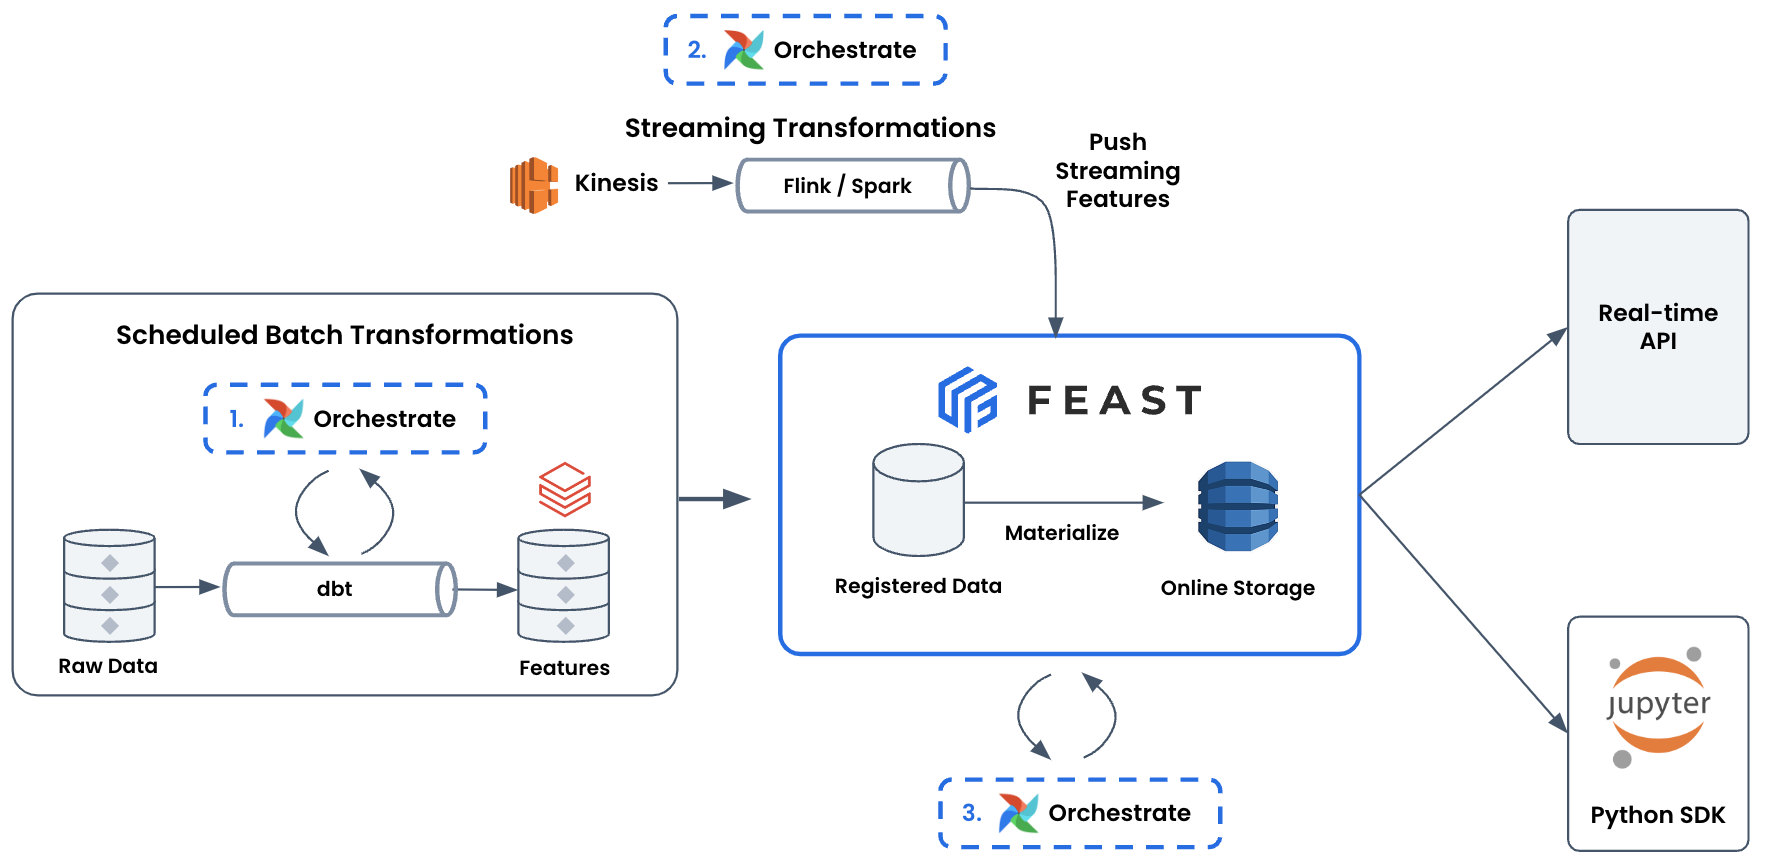 2. Orchestrate
Streaming Transformations
Kinesis
Flink / Spark
Push
Streaming
Features
Scheduled Batch Transformations
1. Orchestrate
Raw Data
dbt
Features
FEAST
Registered Data
Materialize
Online Storage
3. Orchestrate
Real-time
API
jupyter
Python SDK